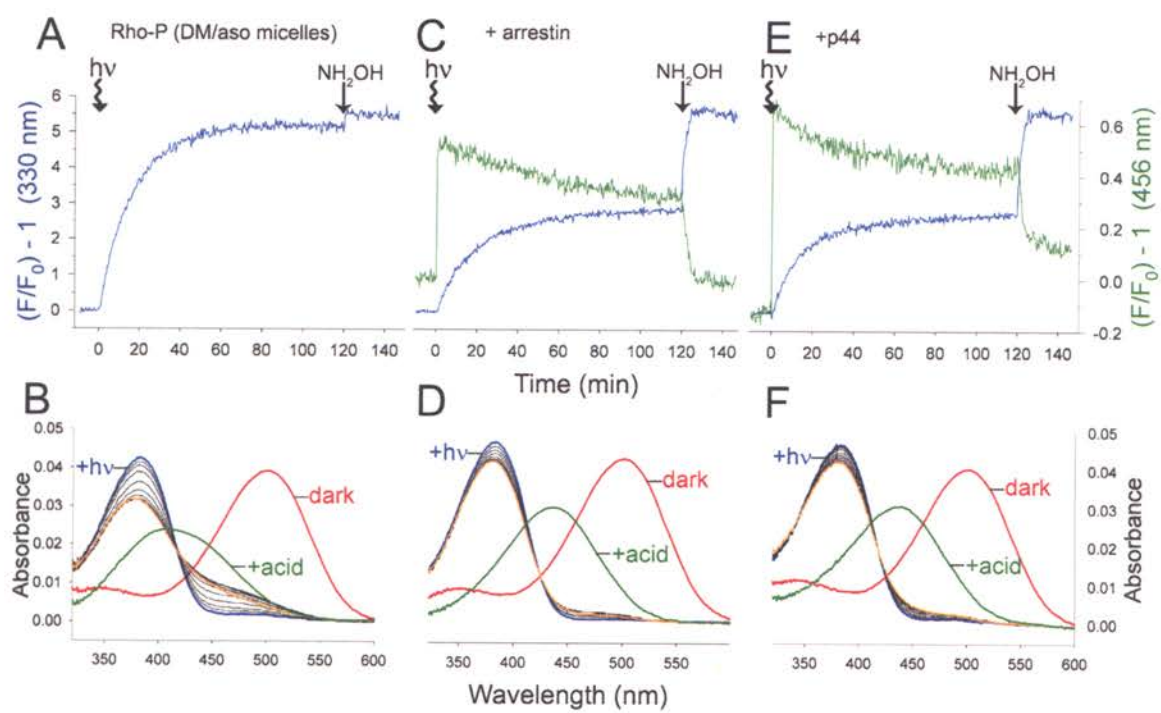 A Rho-P (DM/aso micelles)
hν
NH₂OH
(F/F₀) - 1 (330 nm)
6
5
4
3
2
1
0
0 20 40 60 80 100 120 140
C + arrestin
hν
NH₂OH
0 20 40 60 80 100 120 140
E +p44
hν
NH₂OH
0.6
0.4
0.2
0.0
-0.2
(F/F₀) - 1 (456 nm)
0 20 40 60 80 100 120 140
Time (min)
B
Absorbance
0.05
0.04
0.03
0.02
0.01
0.00
+hν
dark
+acid
350 400 450 500 550 600
D
+hν
dark
+acid
350 400 450 500 550
F
+hν
dark
+acid
0.05
0.04
0.03
0.02
0.01
0.00
Absorbance
350 400 450 500 550 600
Wavelength (nm)